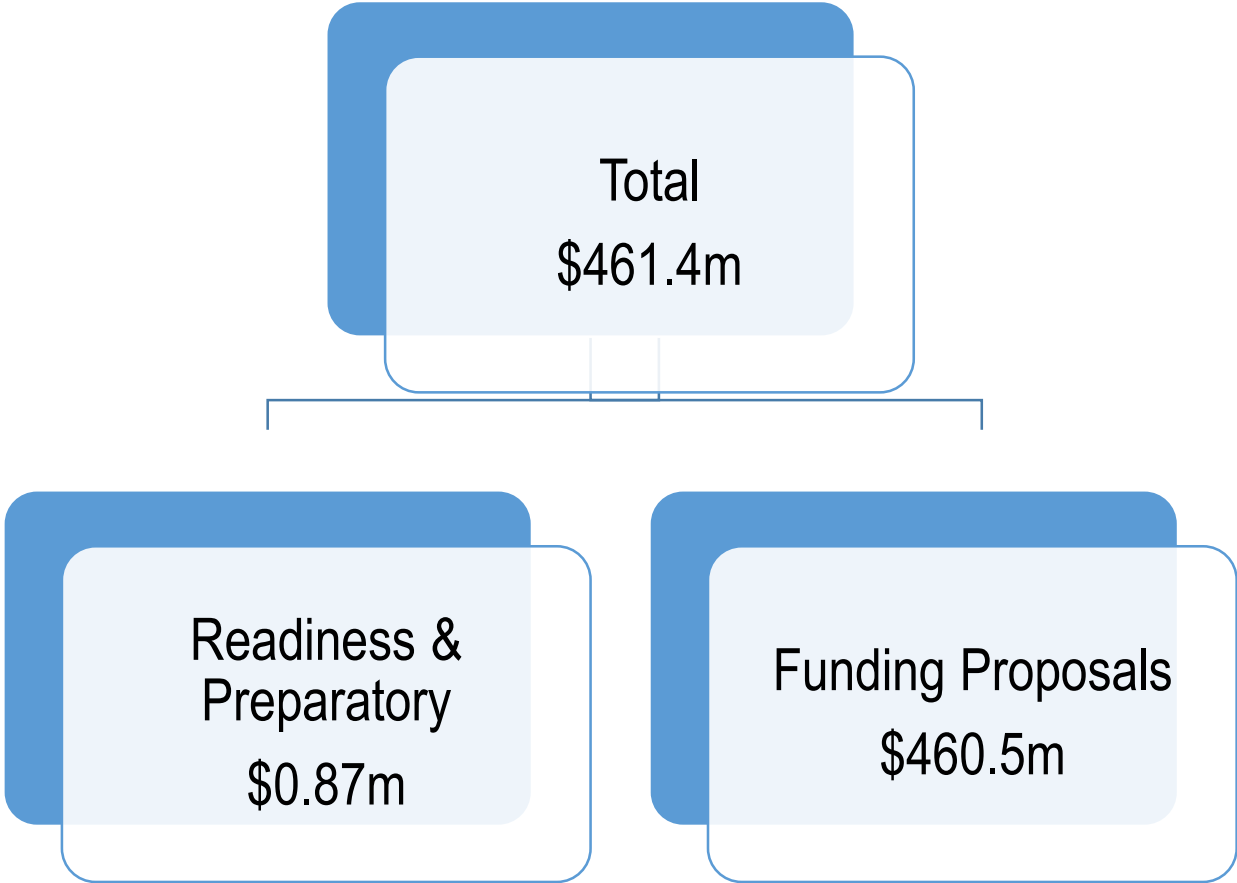 Total
$461.4m
Readiness &
Preparatory
$0.87m
Funding Proposals
$460.5m